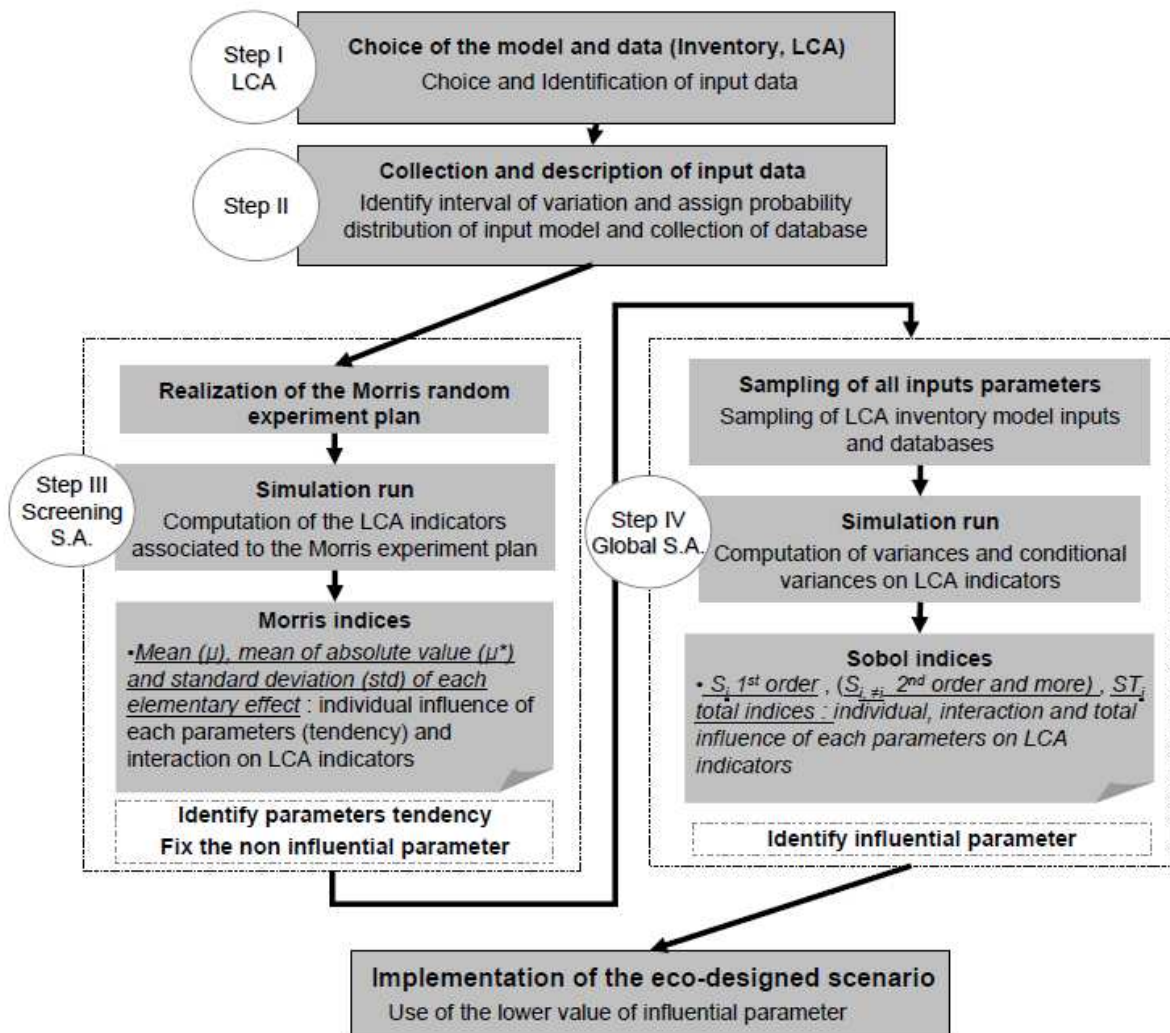 Step I
LCA
Choice of the model and data (Inventory, LCA)
Choice and Identification of input data
Step II
Collection and description of input data
Identify interval of variation and assign probability
distribution of input model and collection of database
Step III
Screening
S.A.
Realization of the Morris random
experiment plan
Simulation run
Computation of the LCA indicators
associated to the Morris experiment plan
Morris indices
•Mean (µ), mean of absolute value (µ*)
and standard deviation (std) of each
elementary effect : individual influence of
each parameters (tendency) and
interaction on LCA indicators
Identify parameters tendency
Fix the non influential parameter
Step IV
Global S.A.
Sampling of all inputs parameters
Sampling of LCA inventory model inputs
and databases
Simulation run
Computation of variances and conditional
variances on LCA indicators
Sobol indices
• Si 1st order , (Si, ≠i, 2nd order and more) , STi
total indices : individual, interaction and total
influence of each parameters on LCA
indicators
Identify influential parameter
Implementation of the eco-designed scenario
Use of the lower value of influential parameter